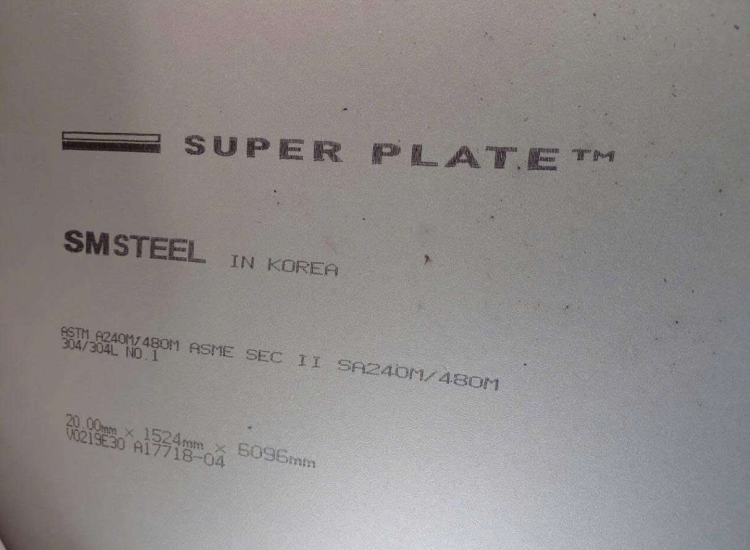 SUPER PLATE™
SMSTEEL IN KOREA
ASTM A240M/480M ASME SEC II SA240M/480M
304/304L NO.1
20.00mm × 1524mm × 6096mm
V0219E30 A17718-04